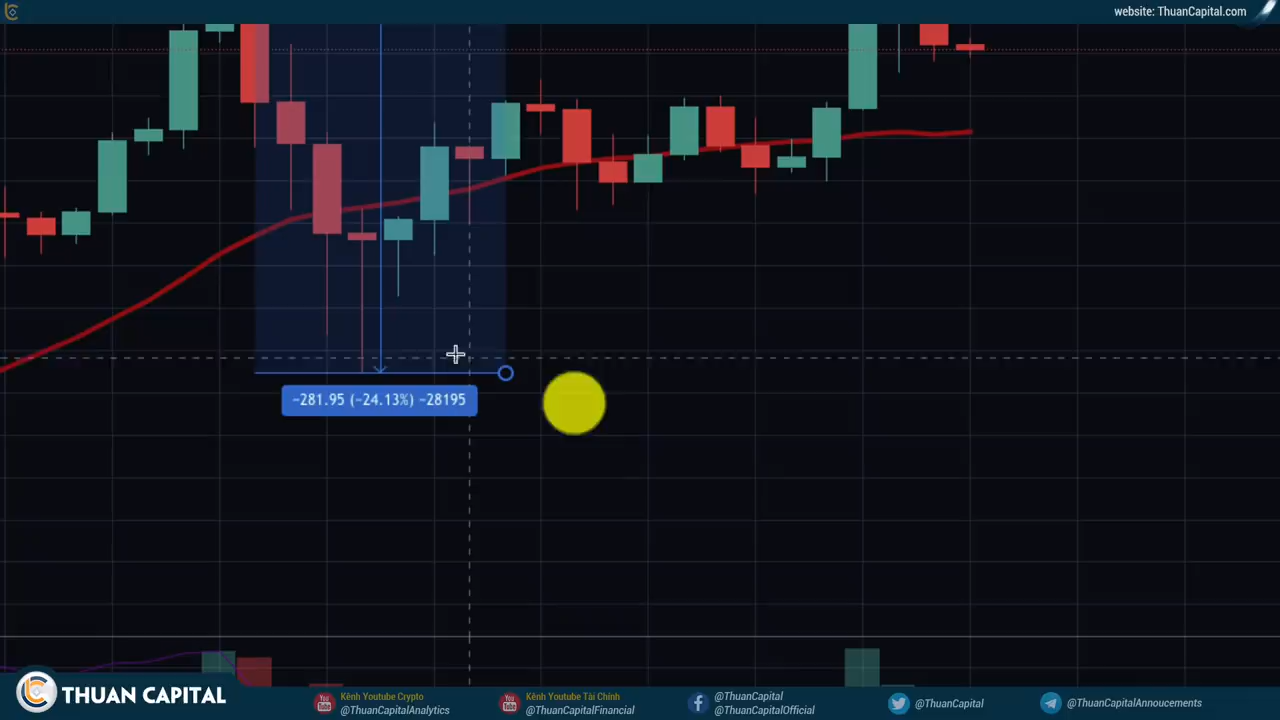 website: ThuanCapital.com
−281.95 (−24.13%) −28195
THUAN CAPITAL
Kênh Youtube Crypto
@ThuanCapitalAnalytics
Kênh Youtube Tài Chính
@ThuanCapitalFinancial
@ThuanCapital
@ThuanCapitalOfficial
@ThuanCapital
@ThuanCapitalAnnoucements